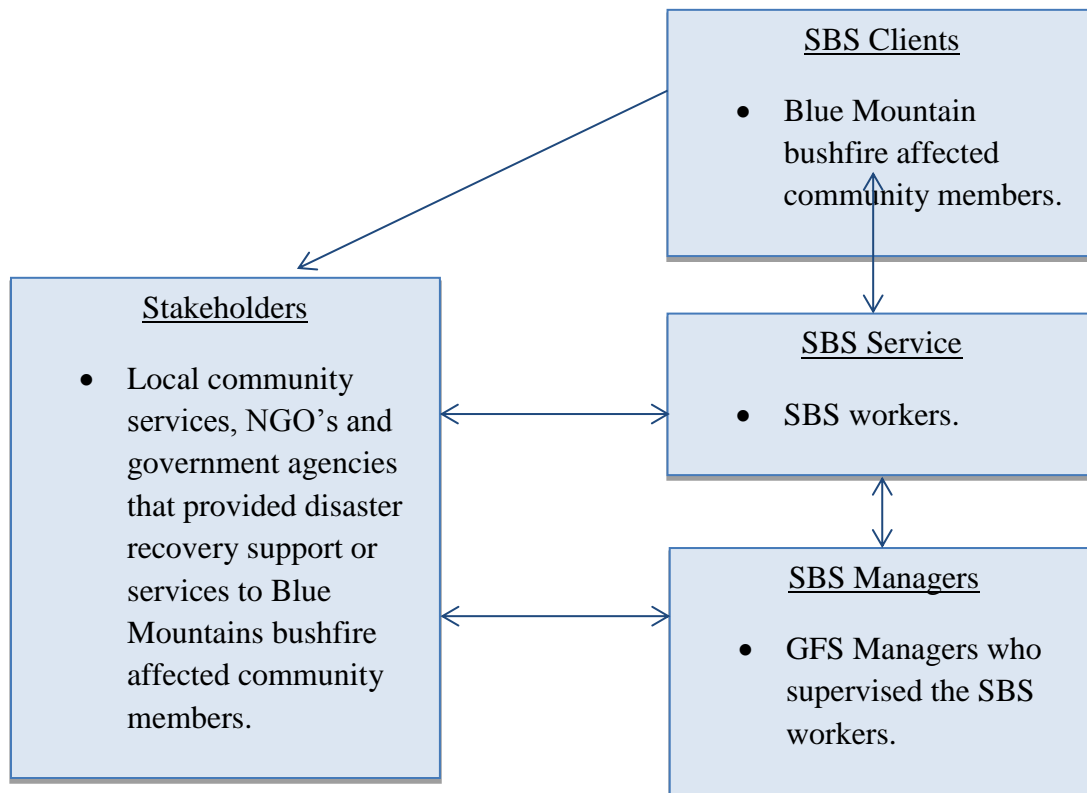 SBS Clients
• Blue Mountain
bushfire affected
community members.
Stakeholders
• Local community
services, NGO’s and
government agencies
that provided disaster
recovery support or
services to Blue
Mountains bushfire
affected community
members.
SBS Service
• SBS workers.
SBS Managers
• GFS Managers who
supervised the SBS
workers.